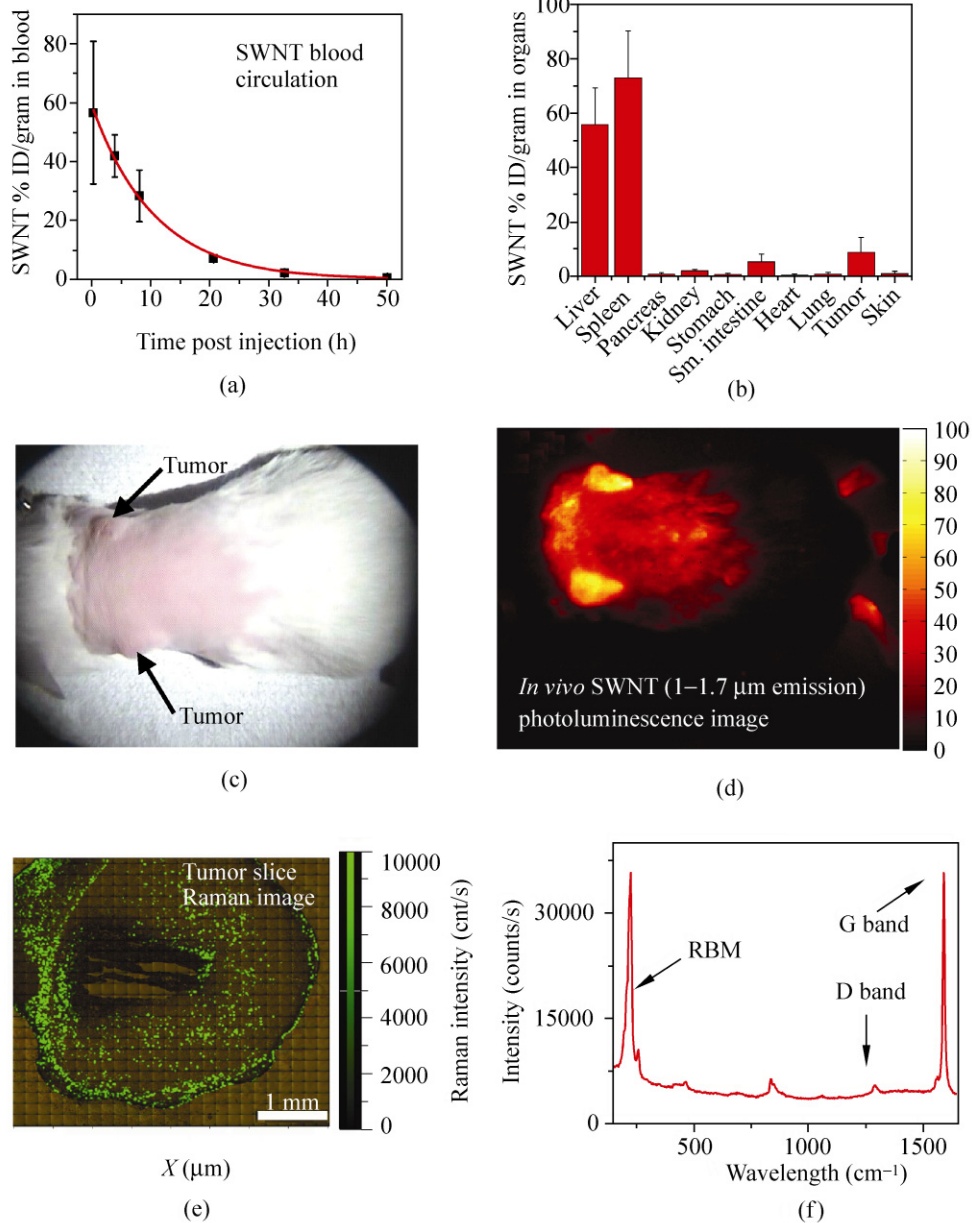 SWNT % ID/gram in blood
80
60
40
20
0
SWNT blood
circulation
0 10 20 30 40 50
Time post injection (h)
(a)
SWNT % ID/gram in organs
100
80
60
40
20
0
Liver
Spleen
Pancreas
Kidney
Stomach
Sm. intestine
Heart
Lung
Tumor
Skin
(b)
Tumor
Tumor
(c)
In vivo SWNT (1–1.7 μm emission)
photoluminescence image
100
90
80
70
60
50
40
30
20
10
0
(d)
Tumor slice
Raman image
1 mm
10000
8000
6000
4000
2000
0
Raman intensity (cnt/s)
X (μm)
(e)
Intensity (counts/s)
30000
15000
0
RBM
D band
G band
500 1000 1500
Wavelength (cm⁻¹)
(f)